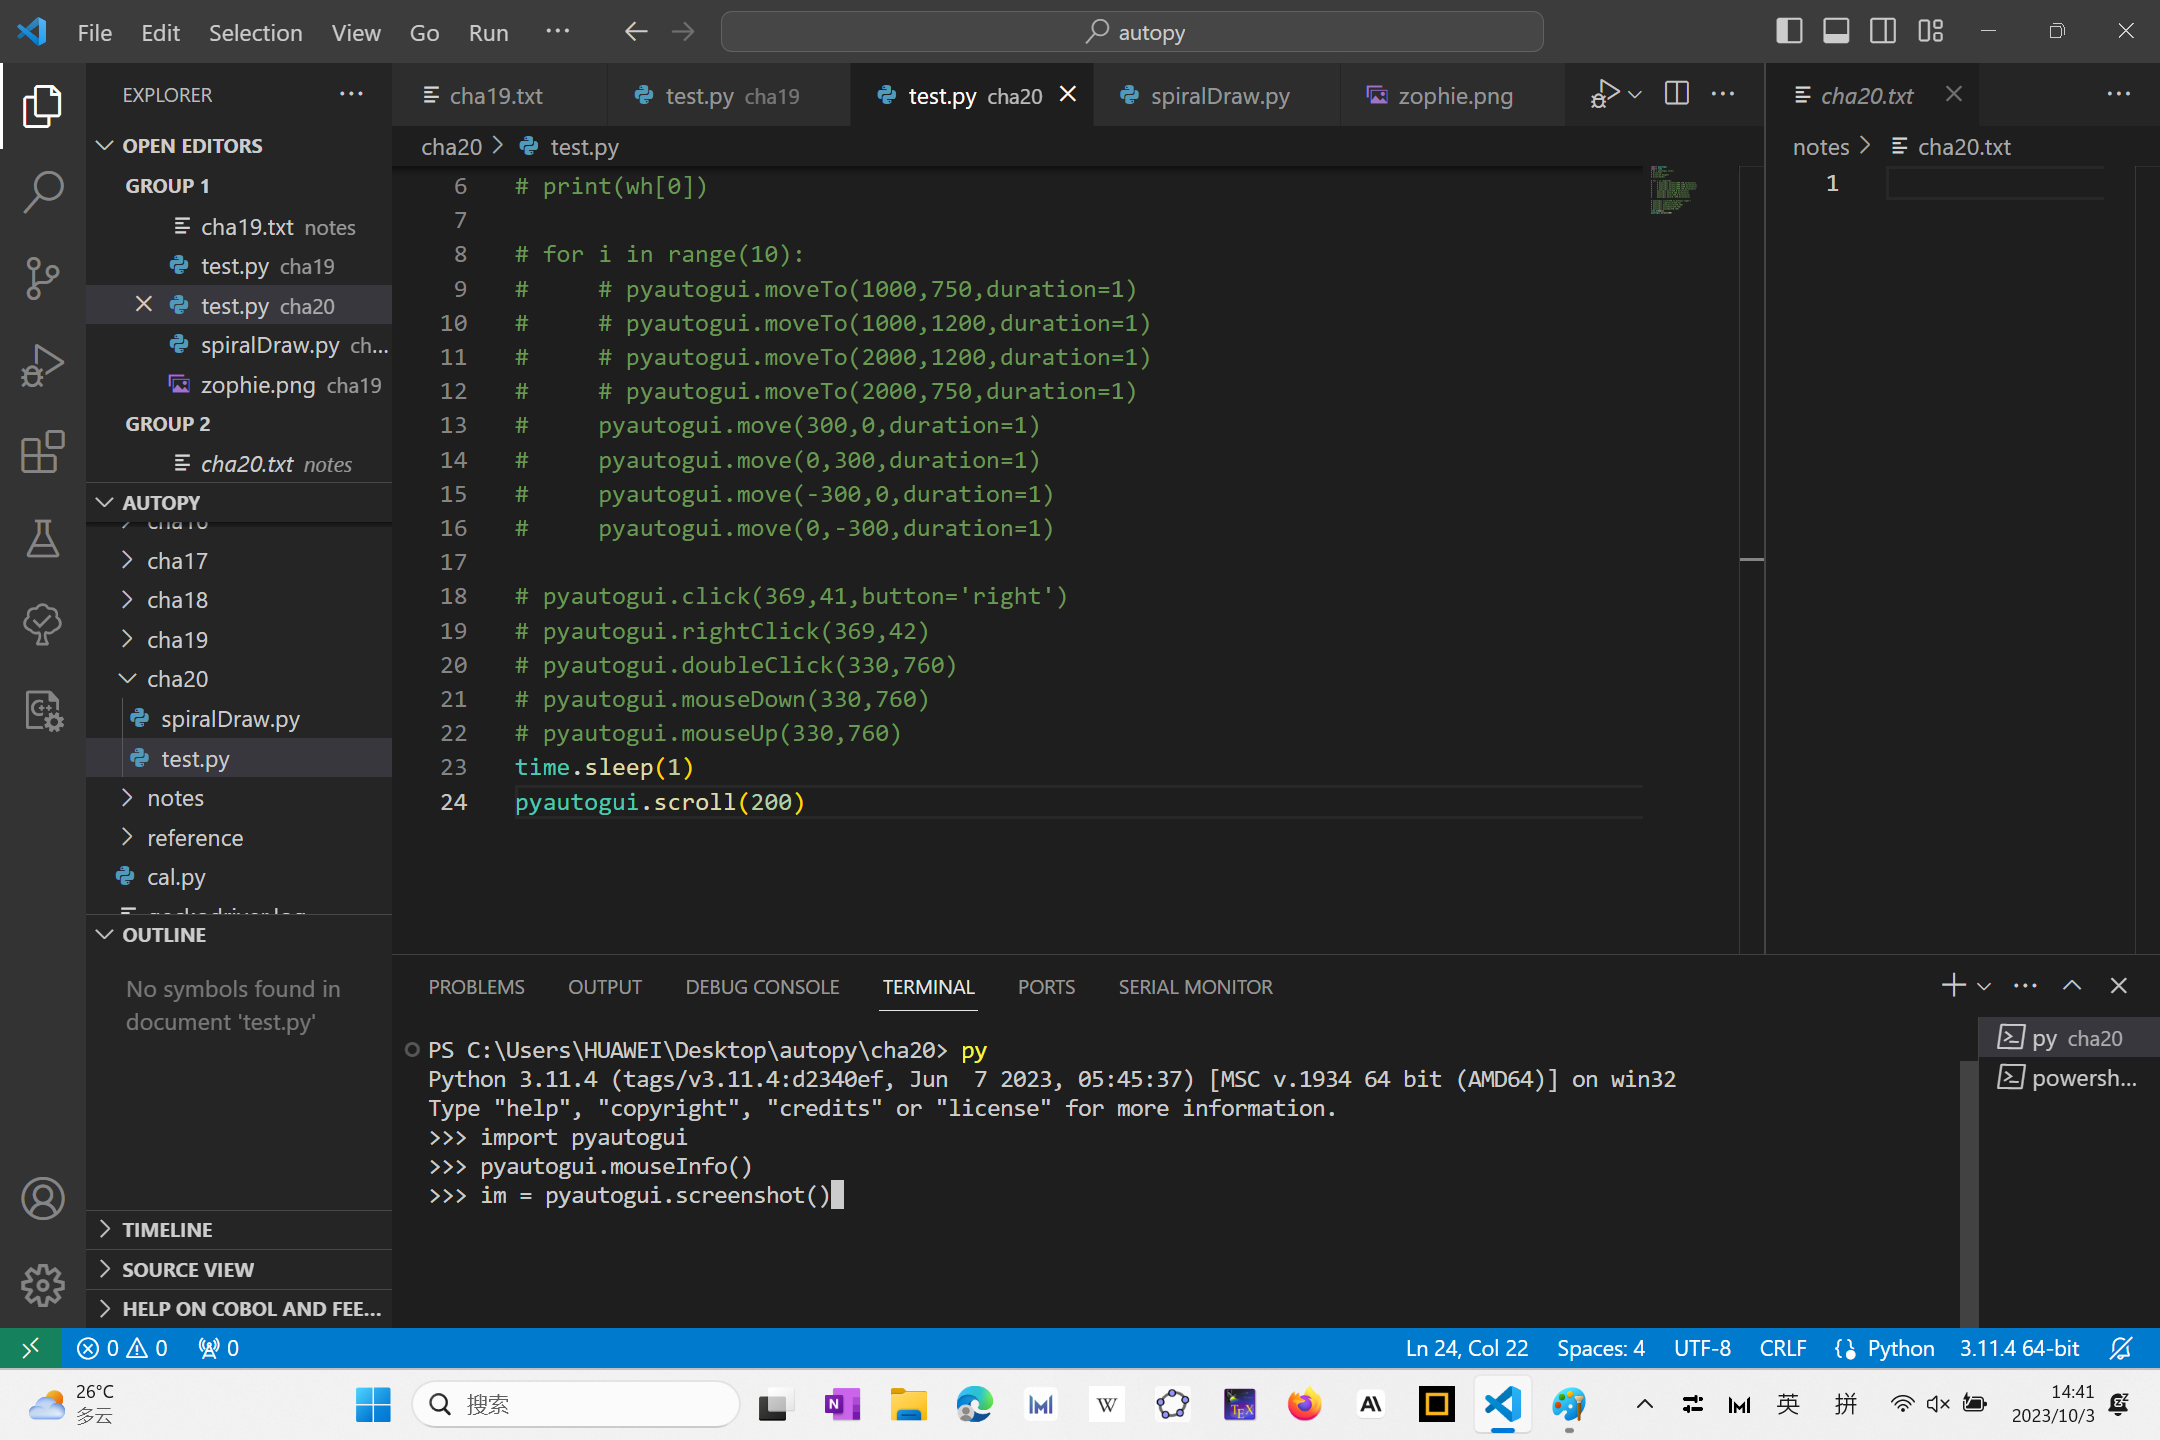 File Edit Selection View Go Run ···
autopy
EXPLORER ···
OPEN EDITORS
GROUP 1
cha19.txt notes
test.py cha19
test.py cha20
spiralDraw.py ch...
zophie.png cha19
GROUP 2
cha20.txt notes
AUTOPY
cha16
cha17
cha18
cha19
cha20
spiralDraw.py
test.py
notes
reference
cal.py
geckodriver.log
OUTLINE
No symbols found in
document 'test.py'
TIMELINE
SOURCE VIEW
HELP ON COBOL AND FEE...
cha19.txt
test.py cha19
test.py cha20
spiralDraw.py
zophie.png
cha20 > test.py
6 # print(wh[0])
7
8 # for i in range(10):
9 #     # pyautogui.moveTo(1000,750,duration=1)
10 #     # pyautogui.moveTo(1000,1200,duration=1)
11 #     # pyautogui.moveTo(2000,1200,duration=1)
12 #     # pyautogui.moveTo(2000,750,duration=1)
13 #     pyautogui.move(300,0,duration=1)
14 #     pyautogui.move(0,300,duration=1)
15 #     pyautogui.move(-300,0,duration=1)
16 #     pyautogui.move(0,-300,duration=1)
17
18 # pyautogui.click(369,41,button='right')
19 # pyautogui.rightClick(369,42)
20 # pyautogui.doubleClick(330,760)
21 # pyautogui.mouseDown(330,760)
22 # pyautogui.mouseUp(330,760)
23 time.sleep(1)
24 pyautogui.scroll(200)
cha20.txt
notes > cha20.txt
1
PROBLEMS OUTPUT DEBUG CONSOLE TERMINAL PORTS SERIAL MONITOR
PS C:\Users\HUAWEI\Desktop\autopy\cha20> py
Python 3.11.4 (tags/v3.11.4:d2340ef, Jun  7 2023, 05:45:37) [MSC v.1934 64 bit (AMD64)] on win32
Type "help", "copyright", "credits" or "license" for more information.
>>> import pyautogui
>>> pyautogui.mouseInfo()
>>> im = pyautogui.screenshot()
py cha20
powersh...
0 0 0
Ln 24, Col 22 Spaces: 4 UTF-8 CRLF Python 3.11.4 64-bit
26°C
多云
搜索
英 拼
14:41
2023/10/3